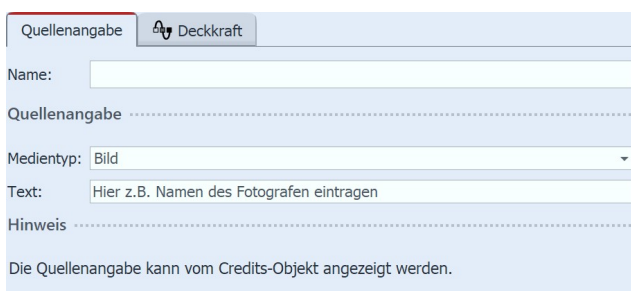 Quellenangabe Deckkraft
Name:
Quellenangabe
Medientyp: Bild
Text: Hier z.B. Namen des Fotografen eintragen
Hinweis
Die Quellenangabe kann vom Credits-Objekt angezeigt werden.